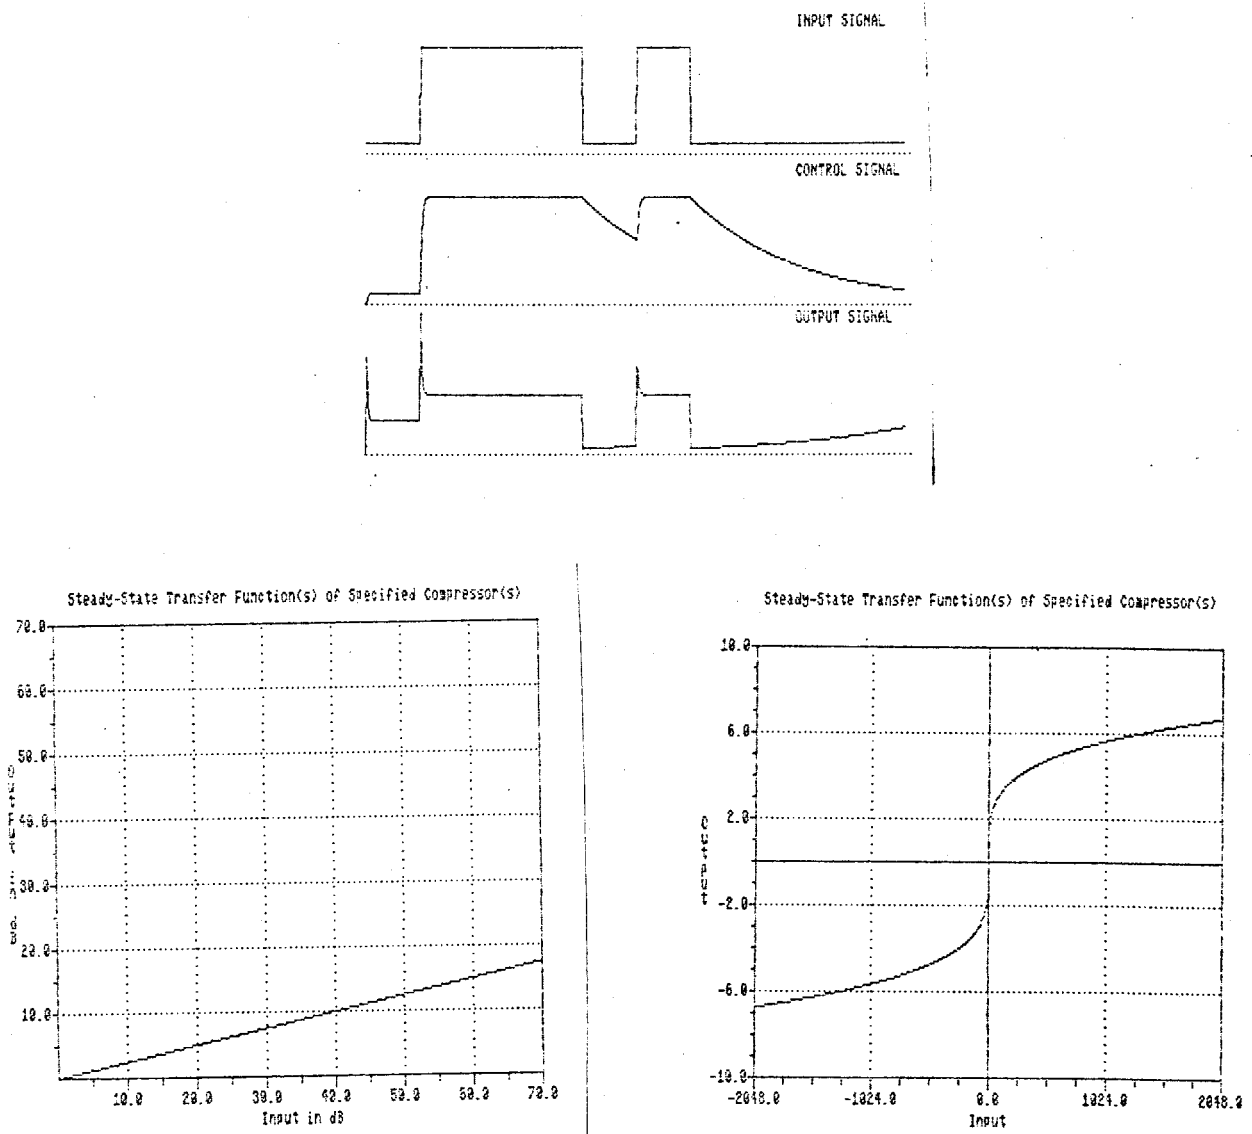 INPUT SIGNAL
CONTROL SIGNAL
OUTPUT SIGNAL
Steady-State Transfer Function(s) of Specified Compressor(s)
70.0
60.0
50.0
40.0
30.0
20.0
10.0
10.0 20.0 30.0 40.0 50.0 60.0 70.0
Input in dB
Steady-State Transfer Function(s) of Specified Compressor(s)
10.0
6.0
2.0
-2.0
-6.0
-10.0
Output
-2048.0 -1024.0 0.0 1024.0 2048.0
Input